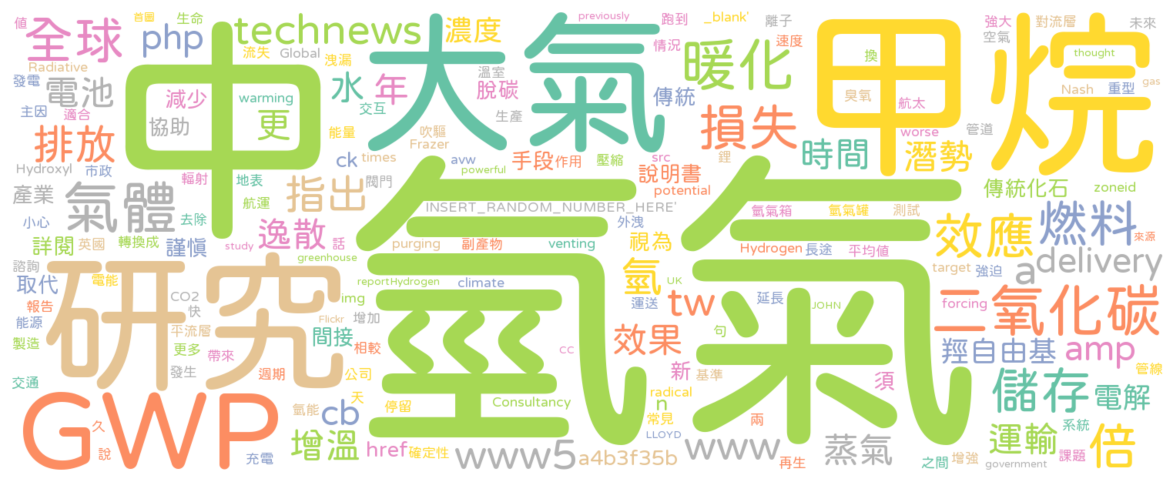 值 首圖 生命 technews 濃度 previously 跑到 _blank' 離子 強大 對流層 未來
全球 php 流失 Global 洩漏 情況 速度 空氣
Radiative 大氣 暖化 換 甲烷 thought
發電 電池 減少 warming 中 水 年 溫室 脫碳 傳統 臭氧 航太 Nash 重型 gas
主因 適合 協助 更 交互 生產 損失 worse 管道
排放 能量 吹驅 Frazer 手段 作用 壓縮 src 鋰 時間 潛勢
Hydroxyl 市政 輻射 地表 ck times avw powerful 說明書 potential 傳統化石 zoneid
產業 氣體 航運 閥門 指出 INSERT_RANDOM_NUMBER_HERE' 氫氣箱 氫氣罐 測試 燃料
小心 去除 逸散 話 外洩 效應 來源
詳閱 英國 轉換成 謹慎 study purging 副產物 venting 視為 Hydrogen 長途 平均值 a delivery
諮詢 研究 greenhouse 氫氣 氫 UK target 強迫
取代 電能 CO2 reportHydrogen climate 運送 tw 延長 JOHN forcing 二氧化碳
報告 快 img 增加 Flickr
能源 平流層 間接 相較 效果 句 羥自由基 amp
製造 更多 帶來 cc 新 基準 須 管線
交通 發生 週期 公司 天 radical 兩 儲存 電解
GWP 氫能 cb 停留 Consultancy n 常見 系統
久 增溫 href 確定性 www5 a4b3f35b LLOYD www 蒸氣 運輸 倍
說 充電 再生 之間 增強 課題 government